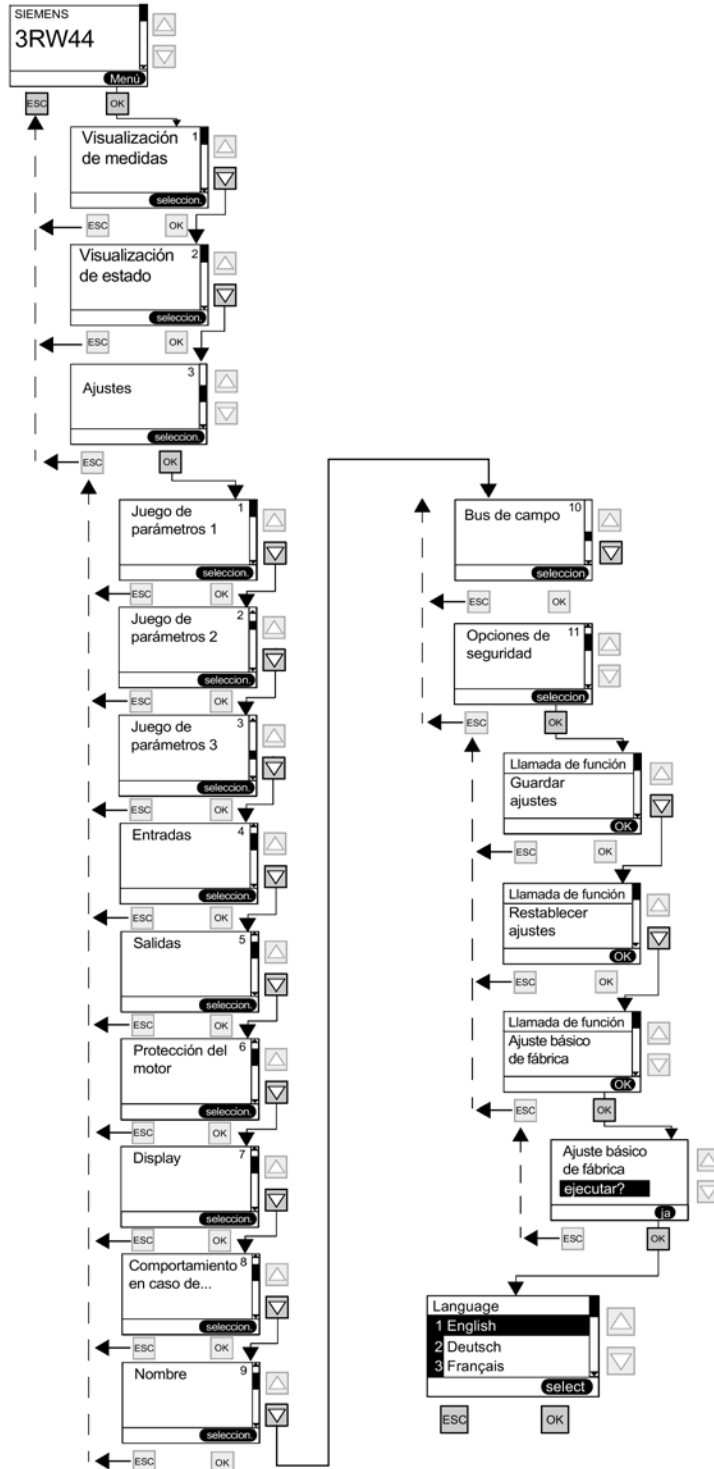 SIEMENS
3RW44
Menú
ESC
OK
Visualización
de medidas
1
seleccion.
ESC
OK
Visualización
de estado
2
seleccion.
ESC
OK
Ajustes
3
seleccion.
ESC
OK
Juego de
parámetros 1
1
seleccion.
ESC
OK
Juego de
parámetros 2
2
seleccion.
ESC
OK
Juego de
parámetros 3
3
seleccion.
ESC
OK
Entradas
4
seleccion.
ESC
OK
Salidas
5
seleccion.
ESC
OK
Protección del
motor
6
seleccion.
ESC
OK
Display
7
seleccion.
ESC
OK
Comportamiento
en caso de...
8
seleccion.
ESC
OK
Nombre
9
seleccion.
ESC
OK
Bus de campo
10
seleccion
ESC
OK
Opciones de
seguridad
11
seleccion
ESC
OK
Llamada de función
Guardar
ajustes
OK
ESC
OK
Llamada de función
Restablecer
ajustes
OK
ESC
OK
Llamada de función
Ajuste básico
de fábrica
OK
ESC
OK
Ajuste básico
de fábrica
ejecutar?
ja
ESC
OK
Language
1 English
2 Deutsch
3 Français
select
ESC
OK